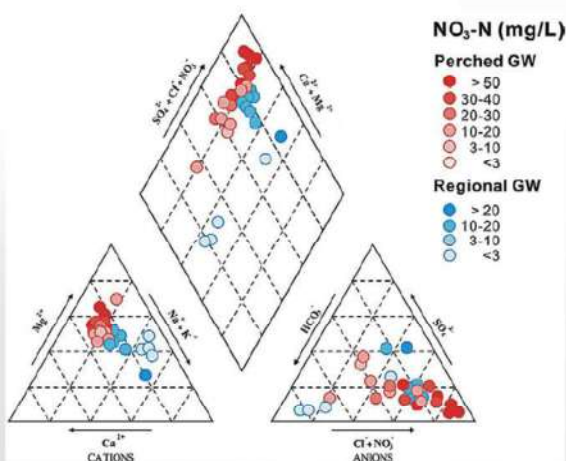 NO₃-N (mg/L)
Perched GW
> 50
30-40
20-30
10-20
3-10
<3
Regional GW
> 20
10-20
3-10
<3
SO₄²⁻+Cl⁻+NO₃⁻
Ca²⁺+Mg²⁺
Mg²⁺
Na⁺+K⁺
HCO₃⁻
SO₄²⁻
Ca²⁺
CATIONS
Cl⁻+NO₃⁻
ANIONS